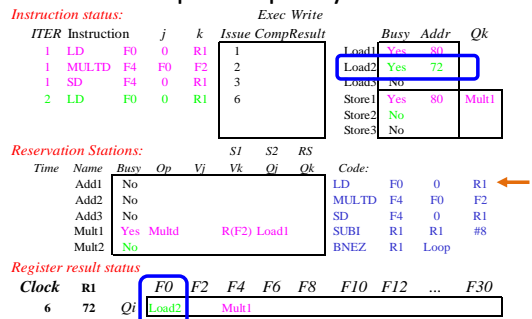 Instruction status: Exec Write
ITER Instruction j k Issue CompResult Busy Addr Qk
1 LD F0 0 R1 1 Load1 Yes 80
1 MULTD F4 F0 F2 2 Load2 Yes 72
1 SD F4 0 R1 3 Load3 No
2 LD F0 0 R1 6 Store1 Yes 80 Mult1
Store2 No
Store3 No
Reservation Stations: S1 S2 RS
Time Name Busy Op Vj Vk Qj Qk Code:
Add1 No LD F0 0 R1
Add2 No MULTD F4 F0 F2
Add3 No SD F4 0 R1
Mult1 Yes Multd R(F2) Load1 SUBI R1 R1 #8
Mult2 No BNEZ R1 Loop
Register result status
Clock R1 F0 F2 F4 F6 F8 F10 F12 ... F30
6 72 Qi Load2 Mult1